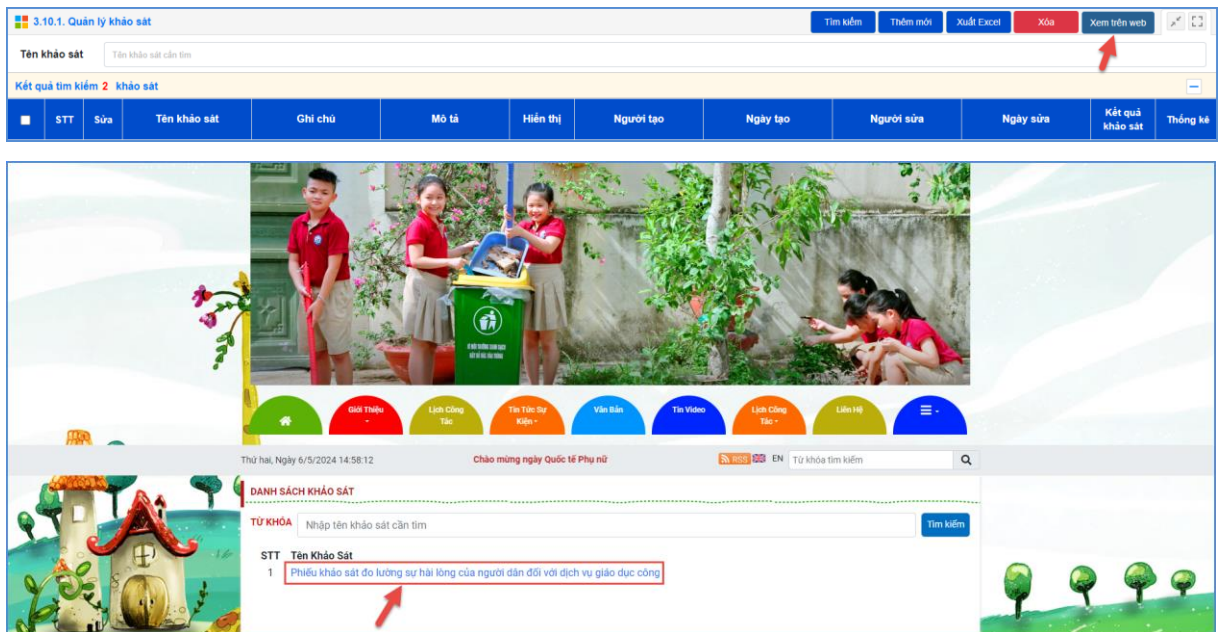 3.10.1. Quản lý khảo sát
Tìm kiếm Thêm mới Xuất Excel Xóa Xem trên web
Tên khảo sát Tên khảo sát cần tìm
Kết quả tìm kiếm 2 khảo sát
STT Sửa Tên khảo sát Ghi chú Mô tả Hiển thị Người tạo Ngày tạo Người sửa Ngày sửa Kết quả khảo sát Thống kê
Giới Thiệu
Lịch Công Tác
Tin Tức Sự Kiện
Văn Bản
Tin Video
Lịch Công Tác
Liên Hệ
Thứ hai, Ngày 6/5/2024 14:58:12 Chào mừng ngày Quốc tế Phụ nữ RSS EN Từ khóa tìm kiếm
DANH SÁCH KHẢO SÁT
TỪ KHÓA Nhập tên khảo sát cần tìm Tìm kiếm
STT Tên Khảo Sát
1 Phiếu khảo sát đo lường sự hài lòng của người dân đối với dịch vụ giáo dục công